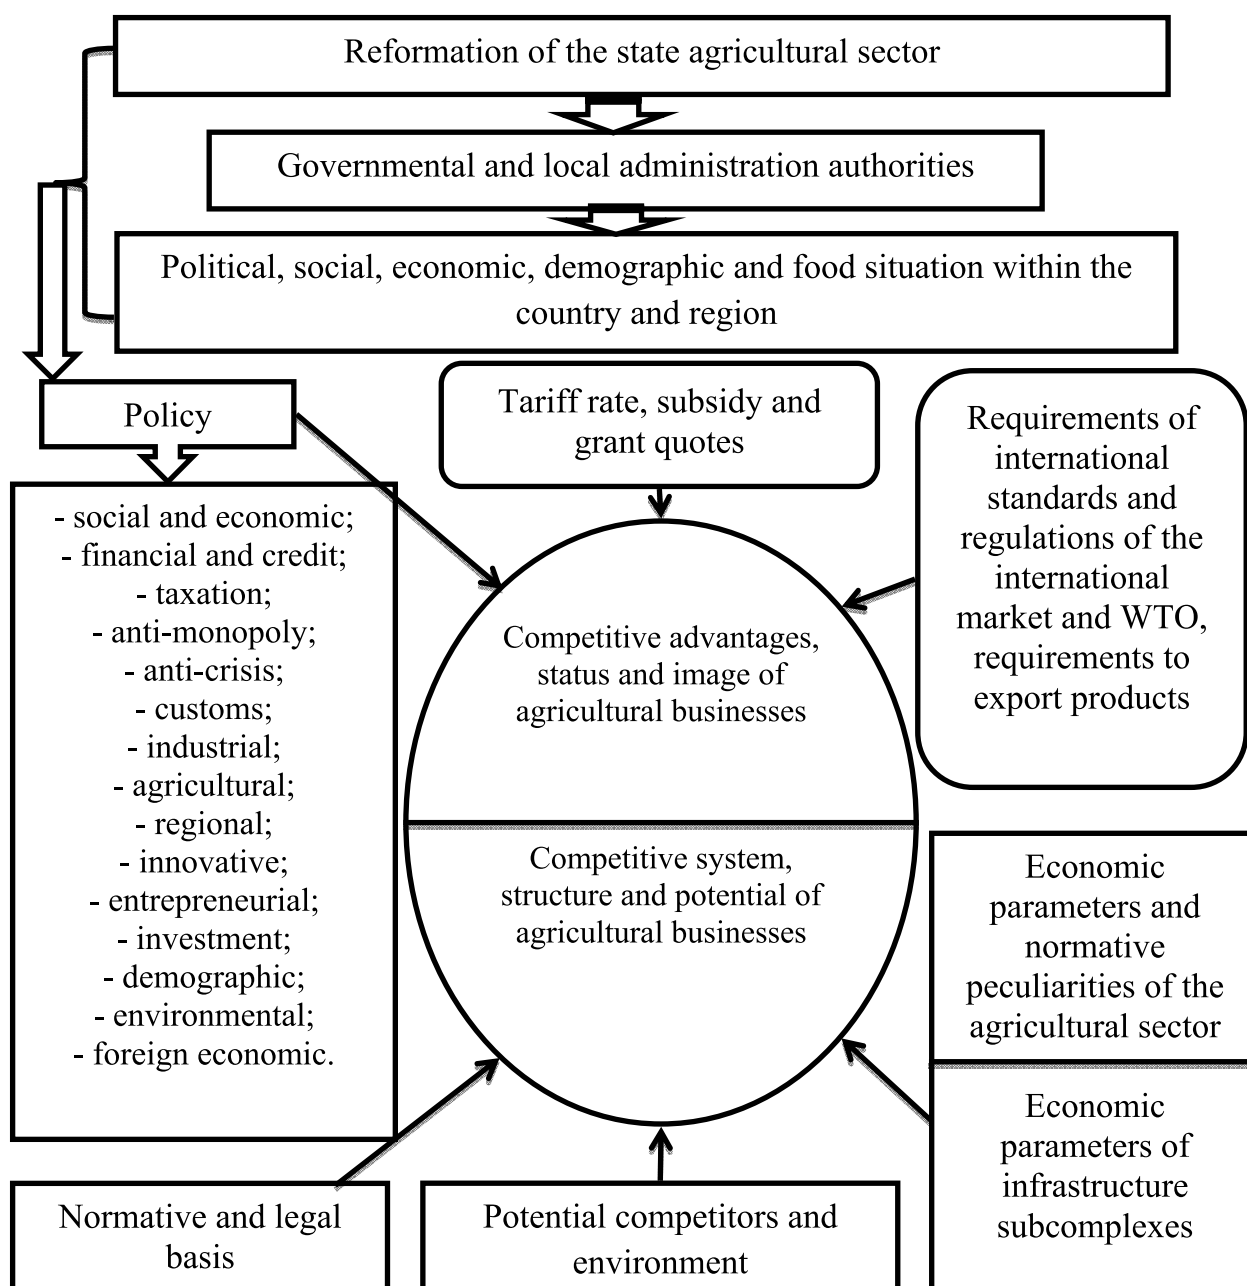 Reformation of the state agricultural sector
Governmental and local administration authorities
Political, social, economic, demographic and food situation within the
country and region
Policy
Tariff rate, subsidy and
grant quotes
Requirements of
international
standards and
regulations of the
international
market and WTO,
requirements to
export products
- social and economic;
- financial and credit;
- taxation;
- anti-monopoly;
- anti-crisis;
- customs;
- industrial;
- agricultural;
- regional;
- innovative;
- entrepreneurial;
- investment;
- demographic;
- environmental;
- foreign economic.
Competitive advantages,
status and image of
agricultural businesses
Competitive system,
structure and potential of
agricultural businesses
Economic
parameters and
normative
peculiarities of the
agricultural sector
Economic
parameters of
infrastructure
subcomplexes
Normative and legal
basis
Potential competitors and
environment